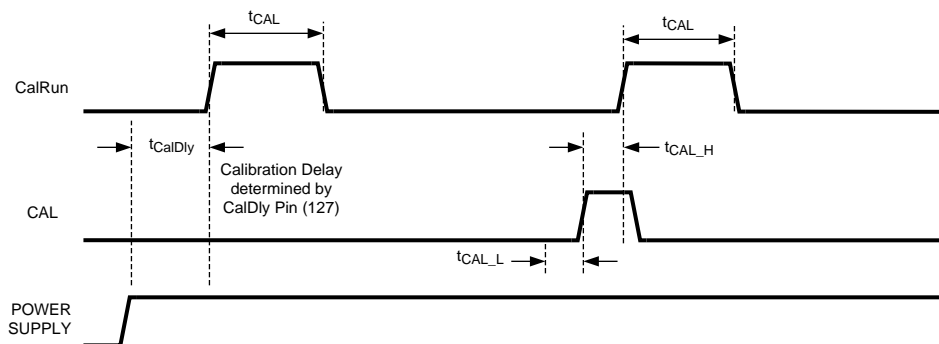 tCAL
tCAL
CalRun
tCalDly
tCAL_H
Calibration Delay
determined by
CalDly Pin (127)
CAL
tCAL_L
POWER
SUPPLY